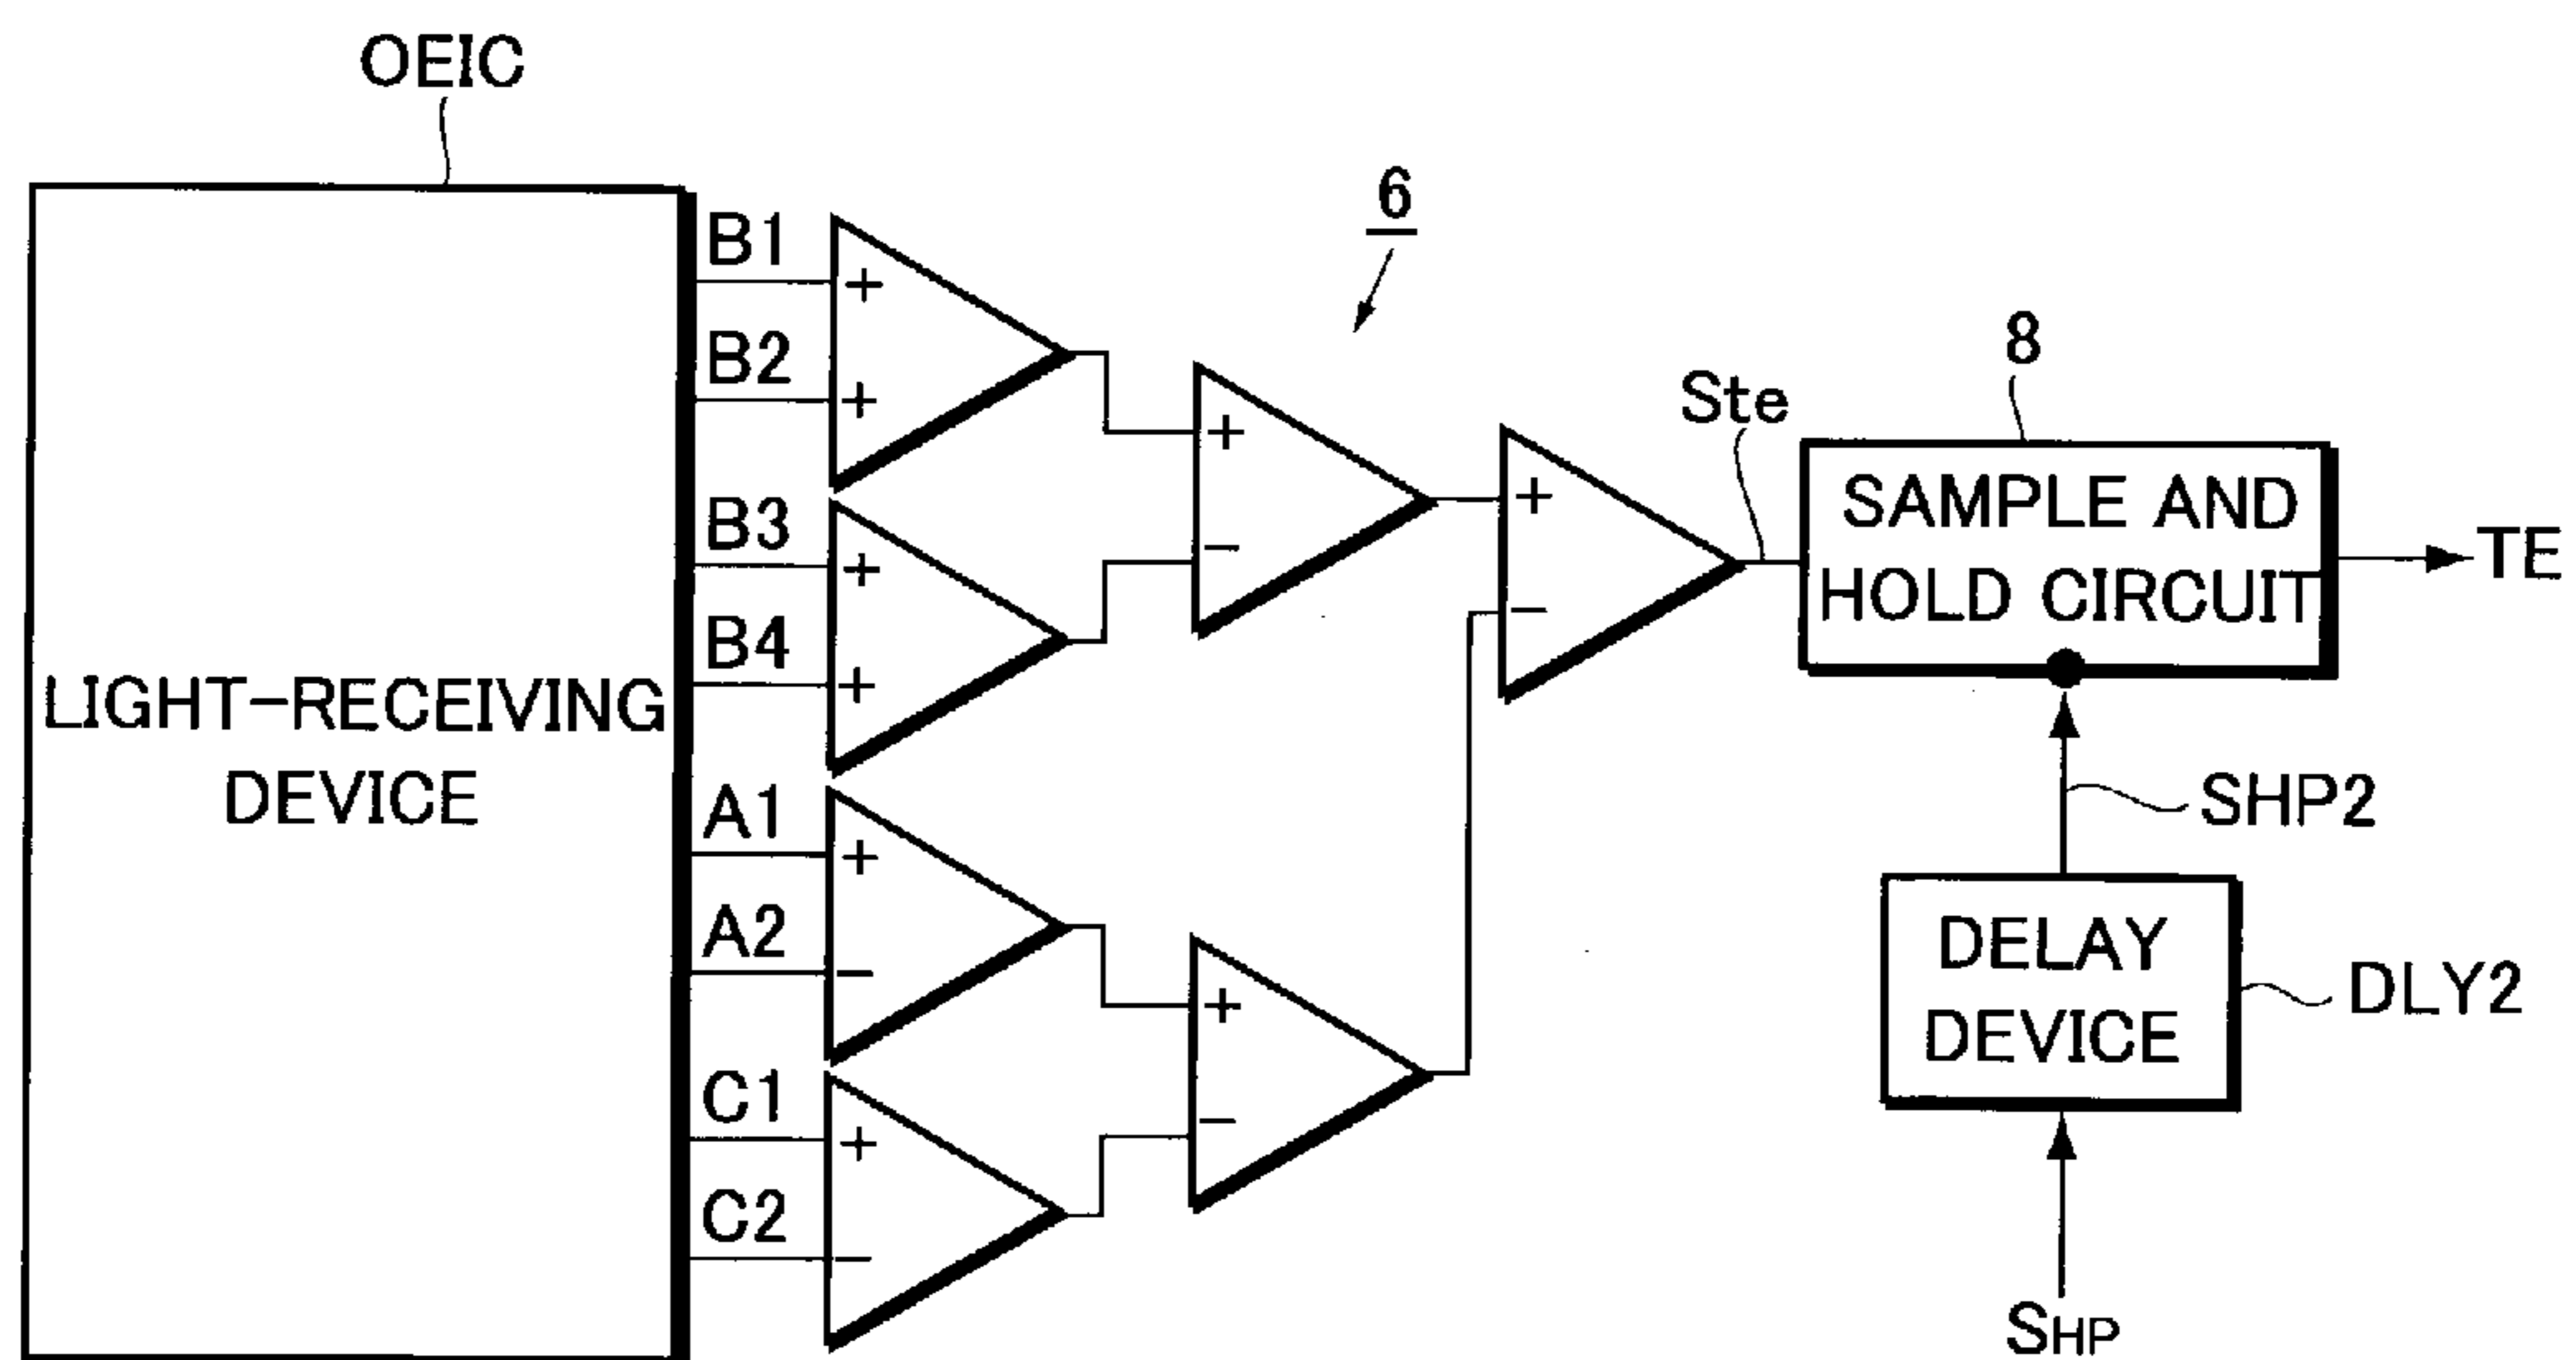 OEIC
LIGHT-RECEIVING
DEVICE
B1
+
B2
+
B3
+
B4
+
A1
+
A2
−
C1
+
C2
−
+
−
+
−
6
+
−
Ste
8
SAMPLE AND
HOLD CIRCUIT
TE
SHP2
DELAY
DEVICE
DLY2
SHP